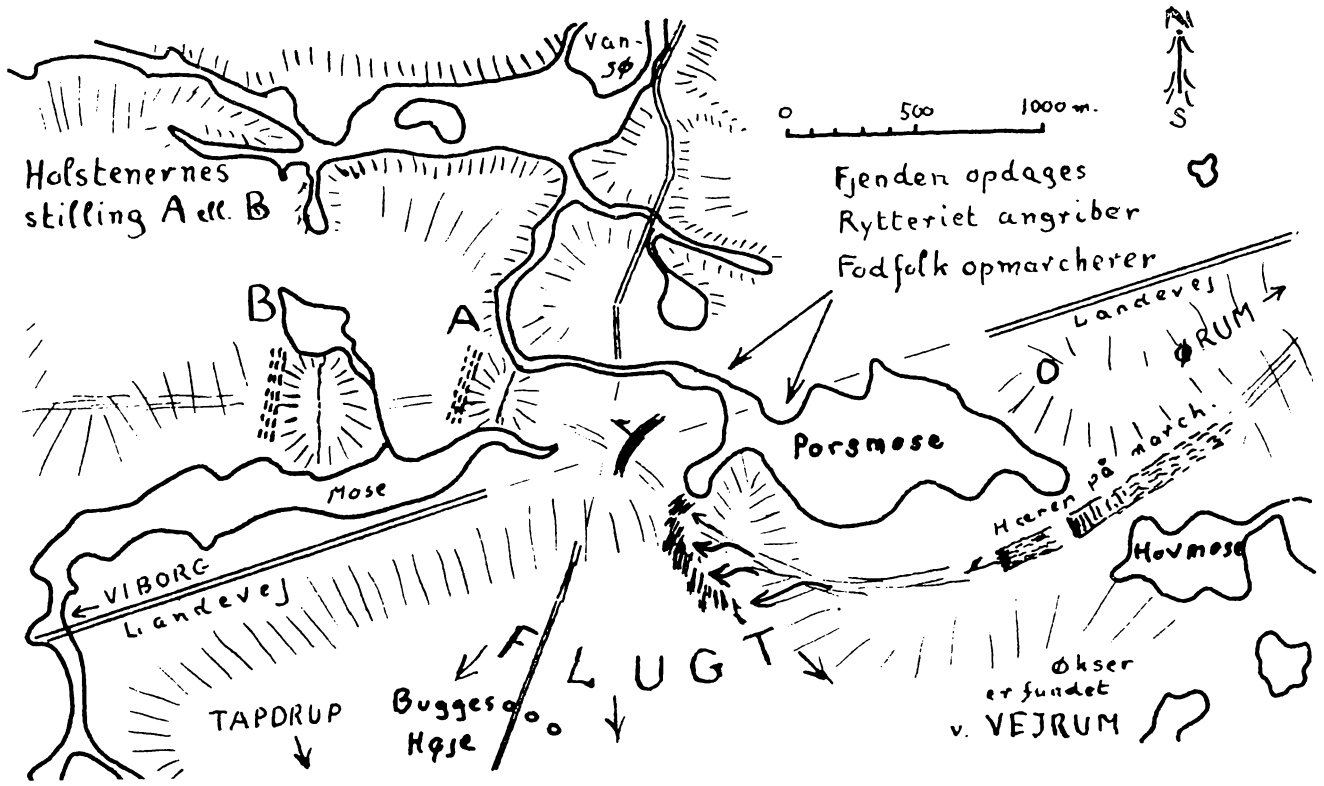 Van-
sø
N
S
0 500 1000 m.
Holstenernes
stilling A ell. B
Fjenden opdages
Rytteriet angriber
Fodfolk opmarcherer
B
A
Landevej
ØRUM
Porsmose
Hæren på march.
Mose
Hovmose
VIBORG
Landevej
FLUGT
Bugges
Høje
TAPDRUP
Økser
er fundet
v. VEJRUM